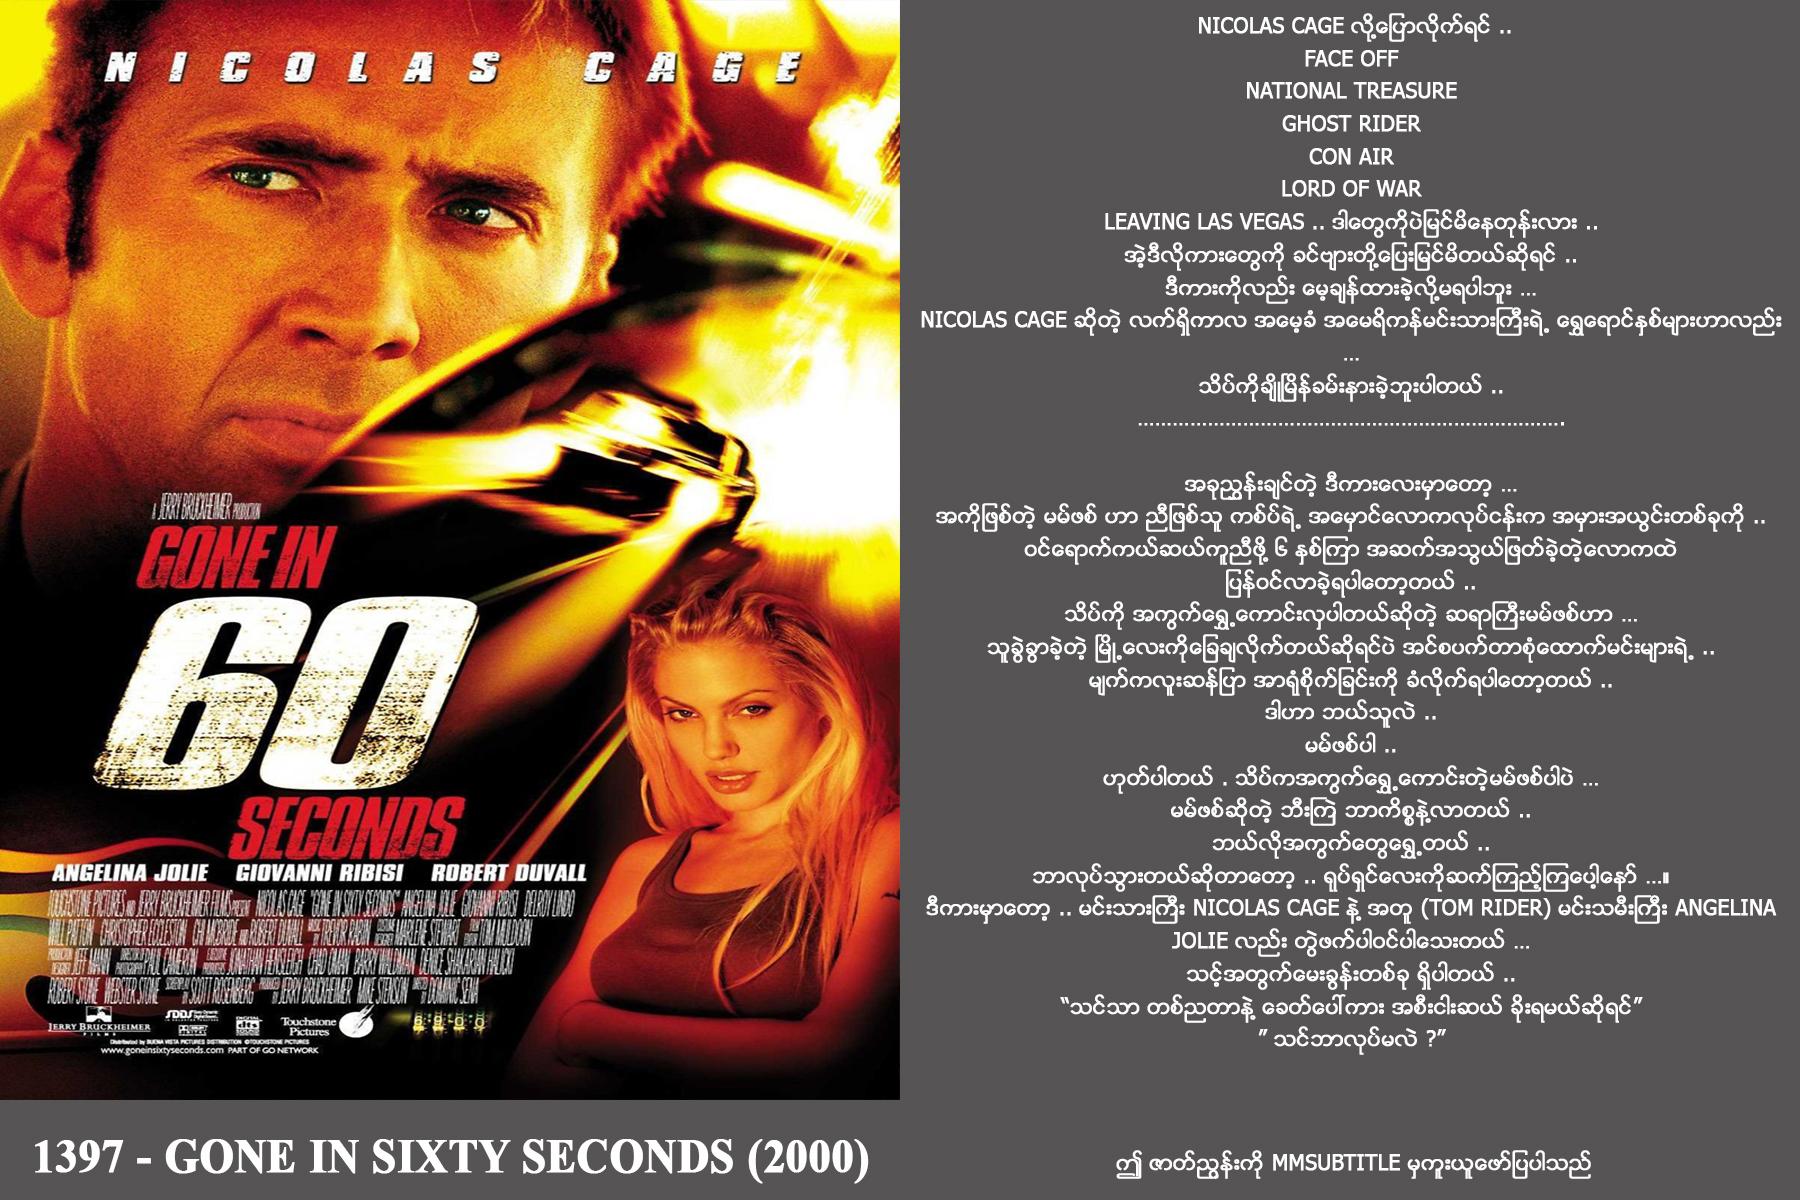 NICOLAS CAGE
A JERRY BRUCKHEIMER PRODUCTION
GONE IN
60
SECONDS
ANGELINA JOLIE GIOVANNI RIBISI ROBERT DUVALL
TOUCHSTONE PICTURES AND JERRY BRUCKHEIMER FILMS PRESENT NICOLAS CAGE "GONE IN SIXTY SECONDS" ANGELINA JOLIE GIOVANNI RIBISI DELROY LINDO
WILL PATTON CHRISTOPHER ECCLESTON CHI MCBRIDE AND ROBERT DUVALL MUSIC BY TREVOR RABIN COSTUME DESIGNER MARLENE STEWART TOM MULDOON
PRODUCTION DESIGNER JEFF MANN DIRECTOR OF PHOTOGRAPHY PAUL CAMERON EXECUTIVE PRODUCERS JONATHAN HENSLEIGH CHAD OMAN BARRY WALDMAN DENICE SHAKARIAN HALICKI
ROBERT STONE WEBSTER STONE SCREENPLAY BY SCOTT ROSENBERG PRODUCED BY JERRY BRUCKHEIMER MIKE STENSON DIRECTED BY DOMINIC SENA
JERRY BRUCKHEIMER FILMS SDDS DOLBY DIGITAL Touchstone Pictures
Distributed by BUENA VISTA PICTURES DISTRIBUTION ©TOUCHSTONE PICTURES
www.goneinsixtyseconds.com PART OF GO NETWORK
1397 - GONE IN SIXTY SECONDS (2000)
NICOLAS CAGE လို့ပြောလိုက်ရင် ..
FACE OFF
NATIONAL TREASURE
GHOST RIDER
CON AIR
LORD OF WAR
LEAVING LAS VEGAS .. ဒါတွေကိုပဲမြင်မိနေတုန်းလား ..
အဲ့ဒီလိုကားတွေကို ခင်ဗျားတို့ပြေးမြင်မိတယ်ဆိုရင် ..
ဒီကားကိုလည်း မေ့ချန်ထားခဲ့လို့မရပါဘူး ...
NICOLAS CAGE ဆိုတဲ့ လက်ရှိကာလ အမေ့ခံ အမေရိကန်မင်းသားကြီးရဲ့ ရွှေရောင်နှစ်များဟာလည်း
...
သိပ်ကိုချိုမြိန်ခမ်းနားခဲ့ဘူးပါတယ် ..
........................................................................
အခုညွှန်းချင်တဲ့ ဒီကားလေးမှာတော့ ...
အကိုဖြစ်တဲ့ မမ်ဖစ် ဟာ ညီဖြစ်သူ ကစ်ပ်ရဲ့ အမှောင်လောကလုပ်ငန်းက အမှားအယွင်းတစ်ခုကို ..
ဝင်ရောက်ကယ်ဆယ်ကူညီဖို့ ၆ နှစ်ကြာ အဆက်အသွယ်ဖြတ်ခဲ့တဲ့လောကထဲ
ပြန်ဝင်လာခဲ့ရပါတော့တယ် ..
သိပ်ကို အကွက်ရွှေ့ကောင်းလှပါတယ်ဆိုတဲ့ ဆရာကြီးမမ်ဖစ်ဟာ ...
သူခွဲခွာခဲ့တဲ့ မြို့လေးကိုခြေချလိုက်တယ်ဆိုရင်ပဲ အင်စပက်တာစုံထောက်မင်းများရဲ့ ..
မျက်ကလူးဆန်ပြာ အာရုံစိုက်ခြင်းကို ခံလိုက်ရပါတော့တယ် ..
ဒါဟာ ဘယ်သူလဲ ..
မမ်ဖစ်ပါ ..
ဟုတ်ပါတယ် . သိပ်ကအကွက်ရွှေ့ကောင်းတဲ့မမ်ဖစ်ပါပဲ ...
မမ်ဖစ်ဆိုတဲ့ ဘီးကြဲ ဘာကိစ္စနဲ့လာတယ် ..
ဘယ်လိုအကွက်တွေရွှေ့တယ် ..
ဘာလုပ်သွားတယ်ဆိုတာတော့ .. ရုပ်ရှင်လေးကိုဆက်ကြည့်ကြပေါ့နော် ...။
ဒီကားမှာတော့ .. မင်းသားကြီး NICOLAS CAGE နဲ့ အတူ (TOM RIDER) မင်းသမီးကြီး ANGELINA
JOLIE လည်း တွဲဖက်ပါဝင်ပါသေးတယ် ...
သင့်အတွက်မေးခွန်းတစ်ခု ရှိပါတယ် ..
“သင်သာ တစ်ညတာနဲ့ ခေတ်ပေါ်ကား အစီးငါးဆယ် ခိုးရမယ်ဆိုရင်”
” သင်ဘာလုပ်မလဲ ?”
ဤ ဇာတ်ညွှန်းကို MMSUBTITLE မှကူးယူဖော်ပြပါသည်